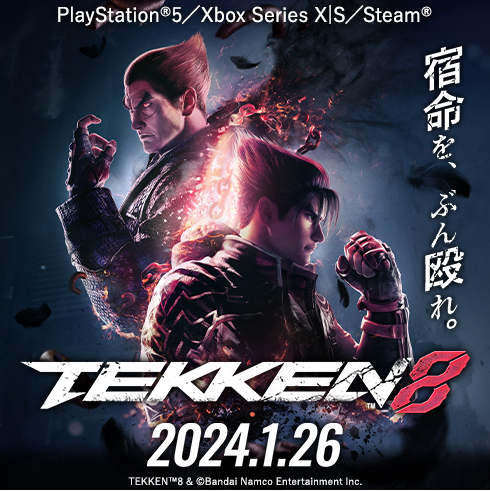 PlayStation®5／Xbox Series X|S／Steam®
宿命を、ぶん殴れ。
TEKKEN™8
2024.1.26
TEKKEN™8 & ©Bandai Namco Entertainment Inc.